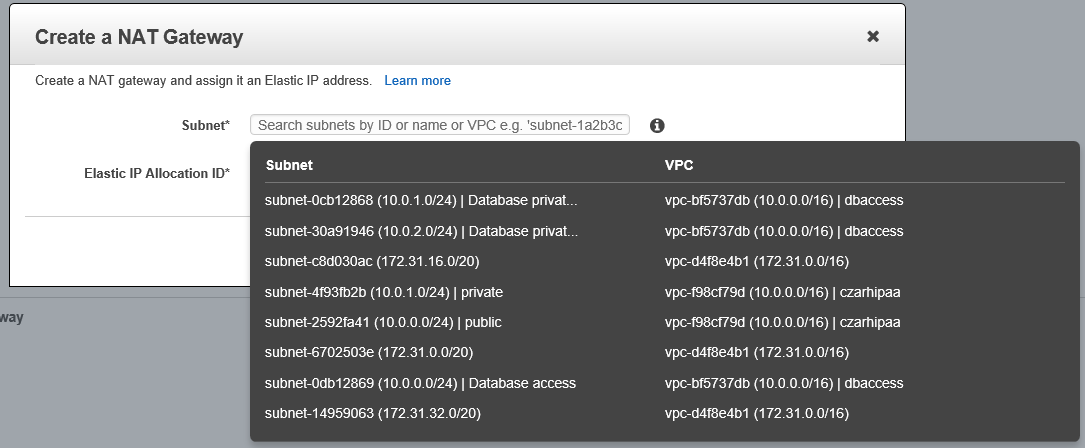 Create a NAT Gateway
Create a NAT gateway and assign it an Elastic IP address. Learn more
Subnet* Search subnets by ID or name or VPC e.g. 'subnet-1a2b3c
Elastic IP Allocation ID*
Subnet VPC
subnet-0cb12868 (10.0.1.0/24) | Database privat... vpc-bf5737db (10.0.0.0/16) | dbaccess
subnet-30a91946 (10.0.2.0/24) | Database privat... vpc-bf5737db (10.0.0.0/16) | dbaccess
subnet-c8d030ac (172.31.16.0/20) vpc-d4f8e4b1 (172.31.0.0/16)
subnet-4f93fb2b (10.0.1.0/24) | private vpc-f98cf79d (10.0.0.0/16) | czarhipaa
subnet-2592fa41 (10.0.0.0/24) | public vpc-f98cf79d (10.0.0.0/16) | czarhipaa
subnet-6702503e (172.31.0.0/20) vpc-d4f8e4b1 (172.31.0.0/16)
subnet-0db12869 (10.0.0.0/24) | Database access vpc-bf5737db (10.0.0.0/16) | dbaccess
subnet-14959063 (172.31.32.0/20) vpc-d4f8e4b1 (172.31.0.0/16)
way